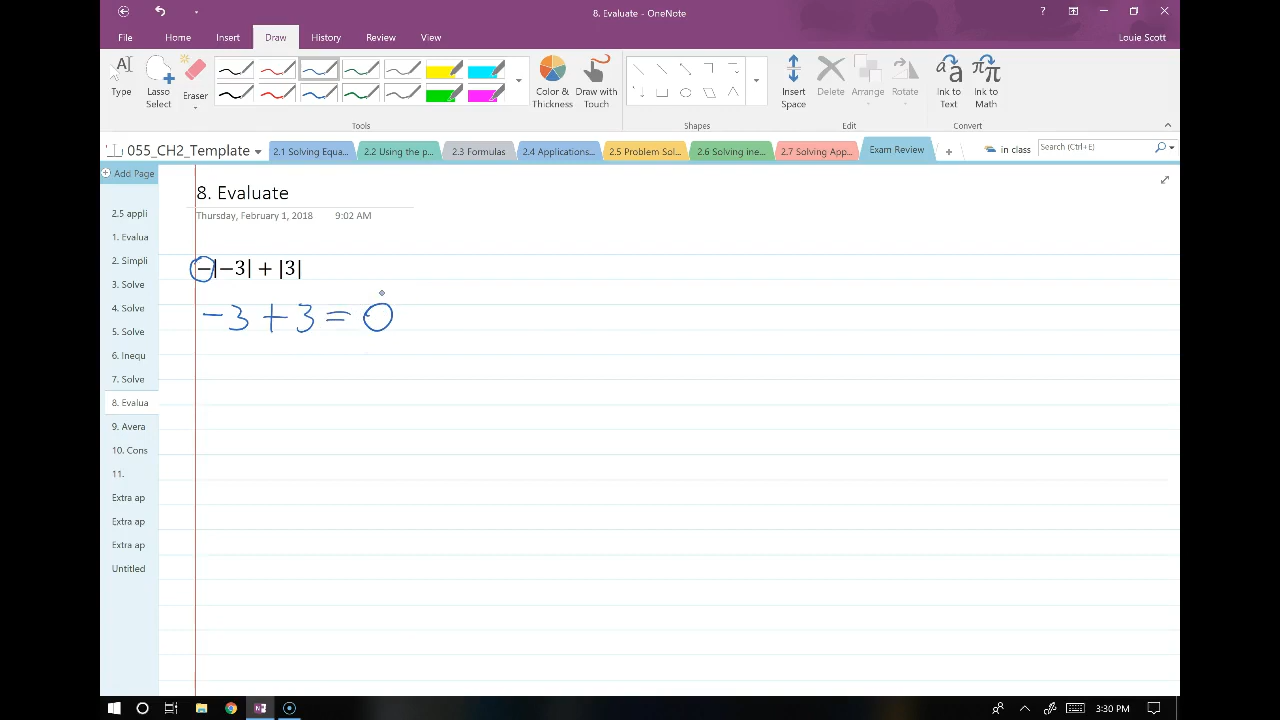 8. Evaluate - OneNote
?
Louie Scott
File Home Insert Draw History Review View
Type
Lasso Select
Eraser
Color & Thickness
Draw with Touch
Insert Space
Delete
Arrange
Rotate
Ink to Text
Ink to Math
Tools
Shapes
Edit
Convert
055_CH2_Template
2.1 Solving Equa...
2.2 Using the p...
2.3 Formulas
2.4 Applications...
2.5 Problem Sol...
2.6 Solving ine...
2.7 Solving App...
Exam Review
+
in class
Search (Ctrl+E)
Add Page
2.5 appli
1. Evalua
2. Simpli
3. Solve
4. Solve
5. Solve
6. Inequ
7. Solve
8. Evalua
9. Avera
10. Cons
11.
Extra ap
Extra ap
Extra ap
Untitled
8. Evaluate
Thursday, February 1, 2018 9:02 AM
−|−3| + |3|
−3 + 3 = 0
3:30 PM